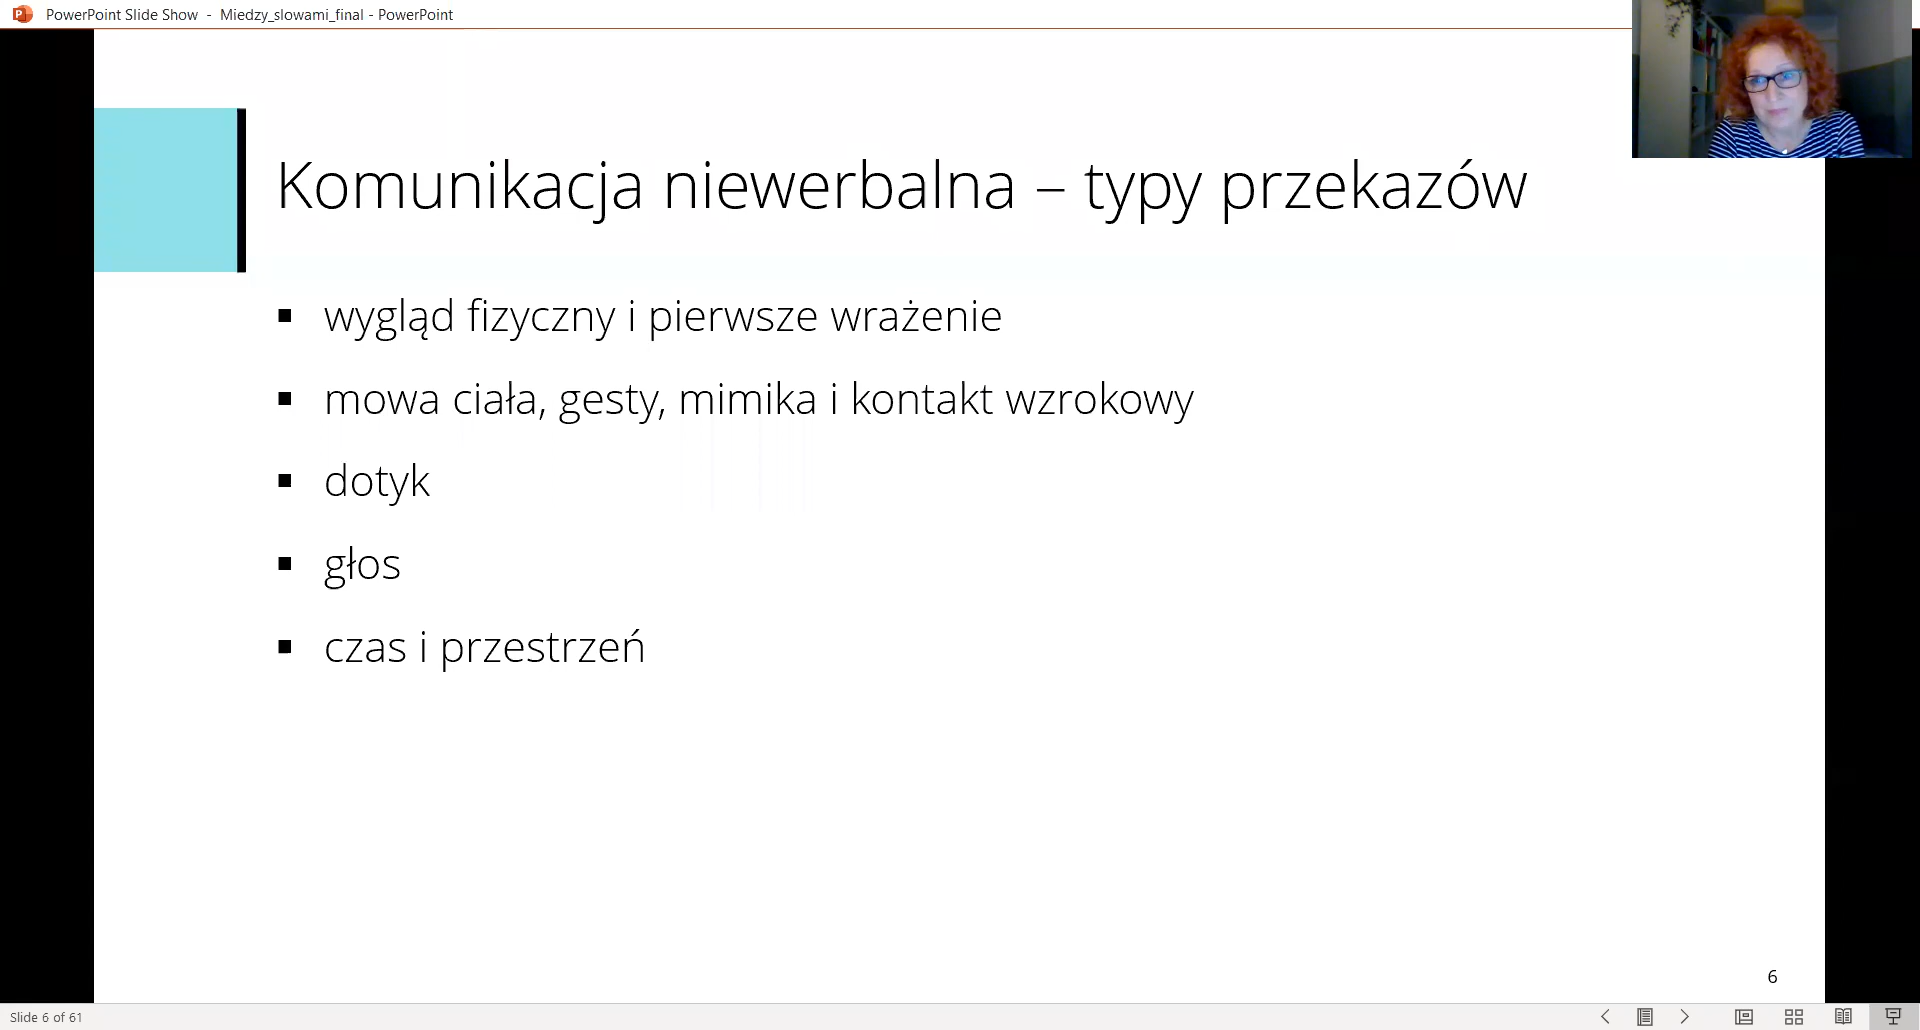 PowerPoint Slide Show - Miedzy_slowami_final - PowerPoint
Komunikacja niewerbalna – typy przekazów
▪ wygląd fizyczny i pierwsze wrażenie
▪ mowa ciała, gesty, mimika i kontakt wzrokowy
▪ dotyk
▪ głos
▪ czas i przestrzeń
6
Slide 6 of 61